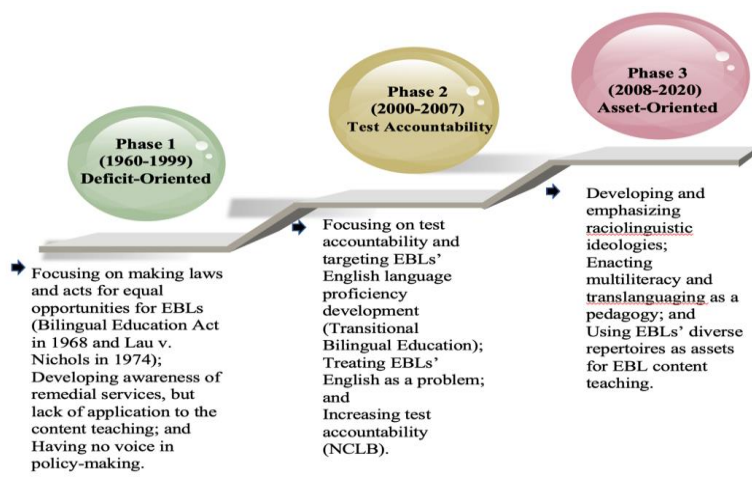 Phase 1
(1960-1999)
Deficit-Oriented
Focusing on making laws
and acts for equal
opportunities for EBLs
(Bilingual Education Act
in 1968 and Lau v.
Nichols in 1974);
Developing awareness of
remedial services, but
lack of application to the
content teaching; and
Having no voice in
policy-making.
Phase 2
(2000-2007)
Test Accountability
Focusing on test
accountability and
targeting EBLs'
English language
proficiency
development
(Transitional
Bilingual Education);
Treating EBLs'
English as a problem;
and
Increasing test
accountability
(NCLB).
Phase 3
(2008-2020)
Asset-Oriented
Developing and
emphasizing
raciolinguistic
ideologies;
Enacting
multiliteracy and
translanguaging as a
pedagogy; and
Using EBLs' diverse
repertoires as assets
for EBL content
teaching.